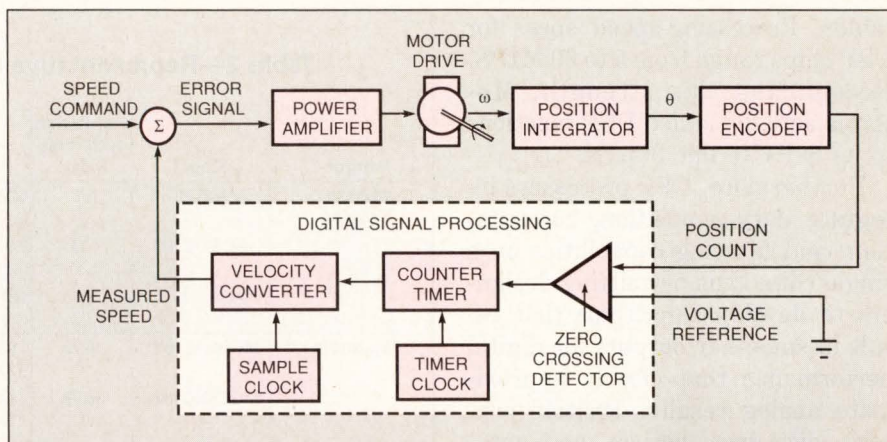 MOTOR
DRIVE
SPEED
COMMAND
ERROR
SIGNAL
Σ
POWER
AMPLIFIER
ω
POSITION
INTEGRATOR
θ
POSITION
ENCODER
DIGITAL SIGNAL PROCESSING
POSITION
COUNT
VELOCITY
CONVERTER
COUNTER
TIMER
MEASURED
SPEED
VOLTAGE
REFERENCE
SAMPLE
CLOCK
TIMER
CLOCK
ZERO
CROSSING
DETECTOR